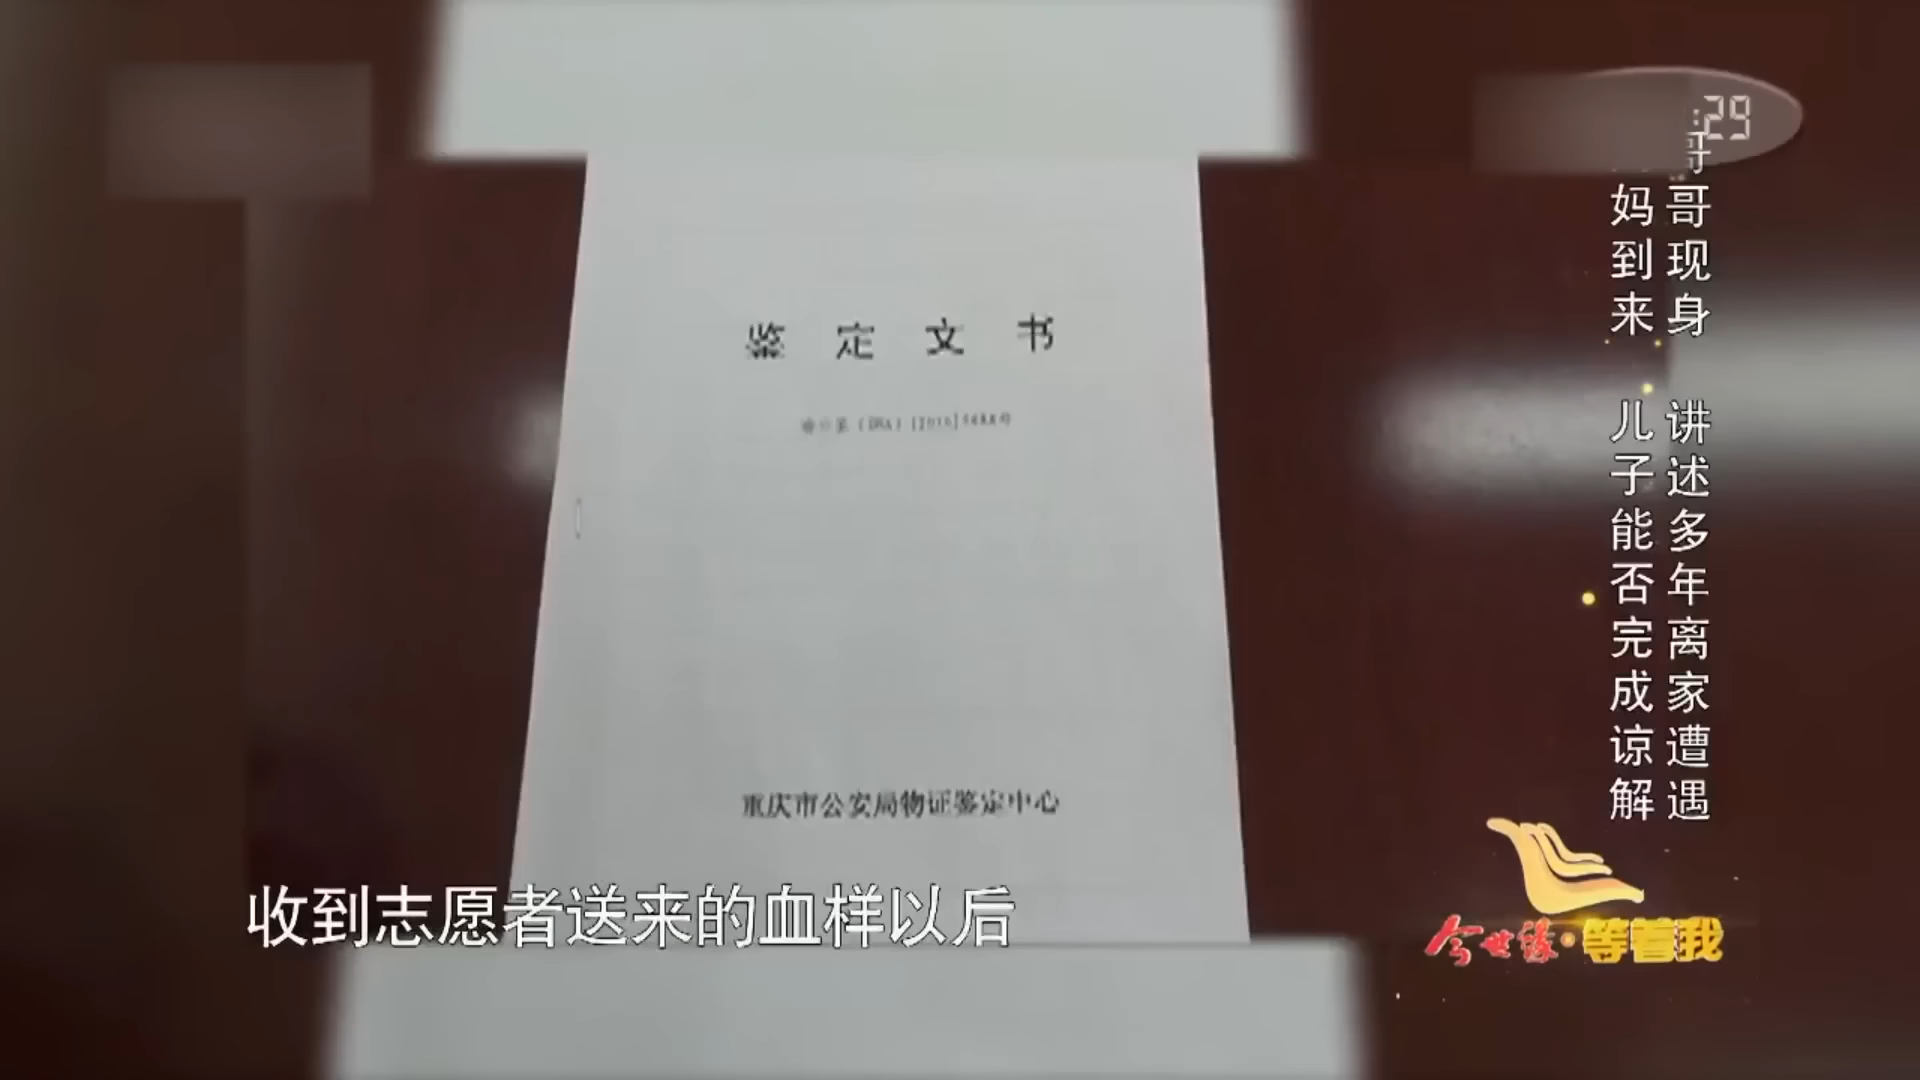 :29
哥哥现身 讲述多年离家遭遇
妈到来 儿子能否完成谅解
鉴定文书
重庆市公安局物证鉴定中心
收到志愿者送来的血样以后
今世缘·等着我